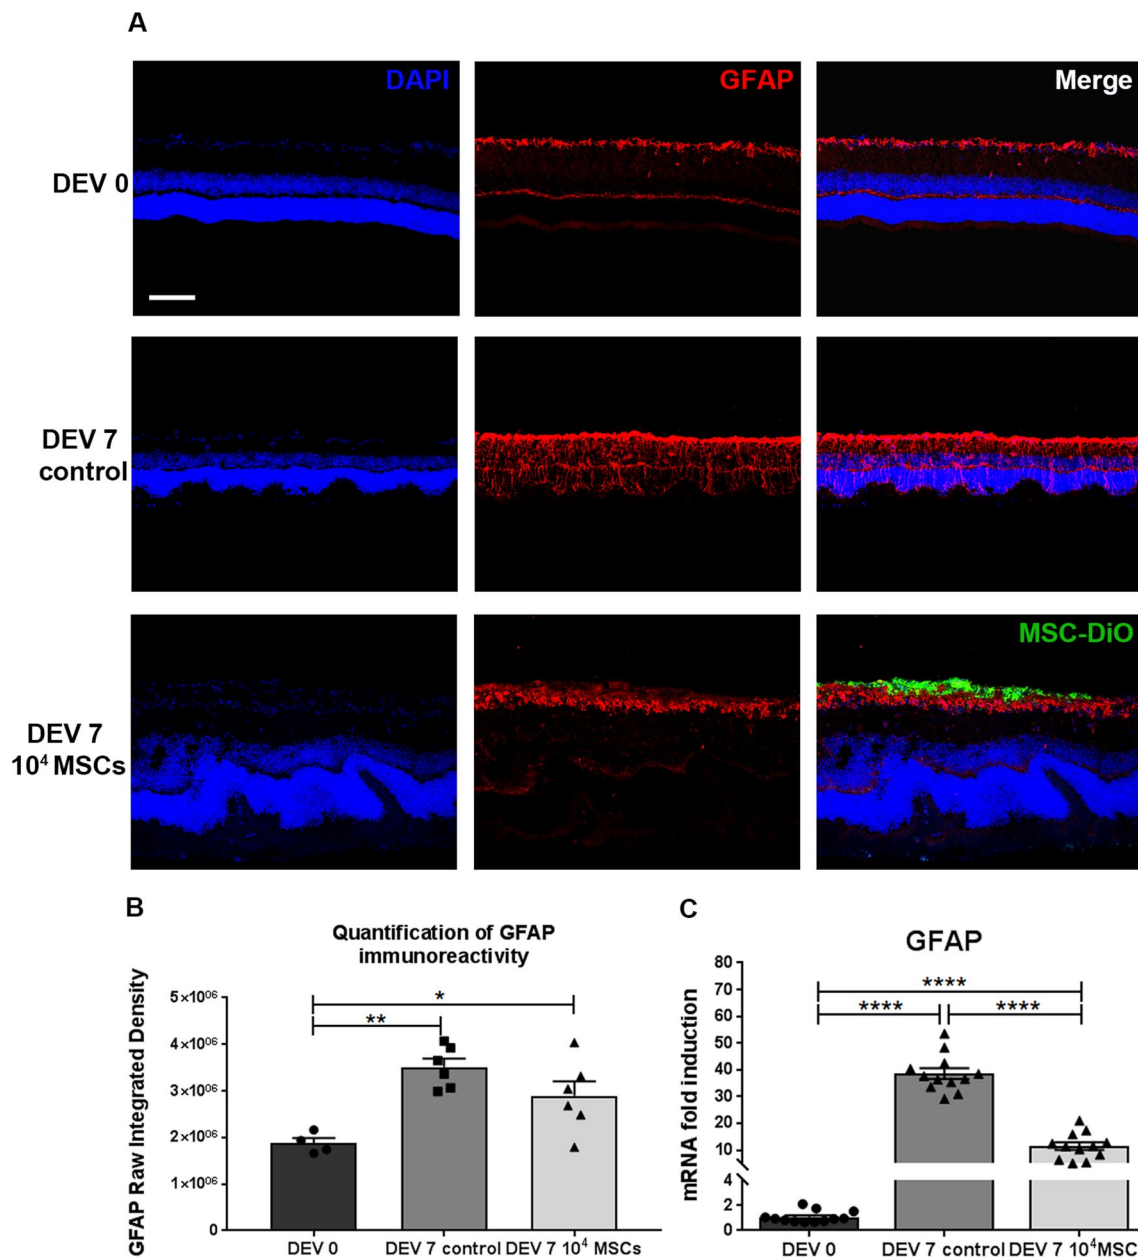 A
DAPI
GFAP
Merge
DEV 0
DEV 7
control
MSC-DiO
DEV 7
10⁴ MSCs
B
Quantification of GFAP
immunoreactivity
GFAP Raw Integrated Density
5×10⁰⁶
4×10⁰⁶
3×10⁰⁶
2×10⁰⁶
1×10⁰⁶
0
*
**
DEV 0
DEV 7 control
DEV 7 10⁴ MSCs
C
GFAP
mRNA fold induction
80
70
60
50
40
30
20
10
4
2
0
****
**** ****
DEV 0
DEV 7 control
DEV 7 10⁴MSC